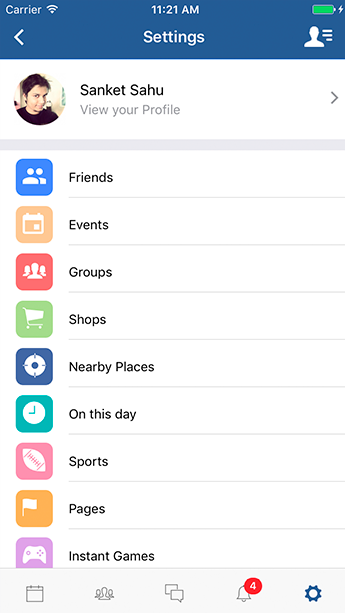 Carrier 11:21 AM
Settings
Sanket Sahu
View your Profile
Friends
Events
Groups
Shops
Nearby Places
On this day
Sports
Pages
Instant Games
4